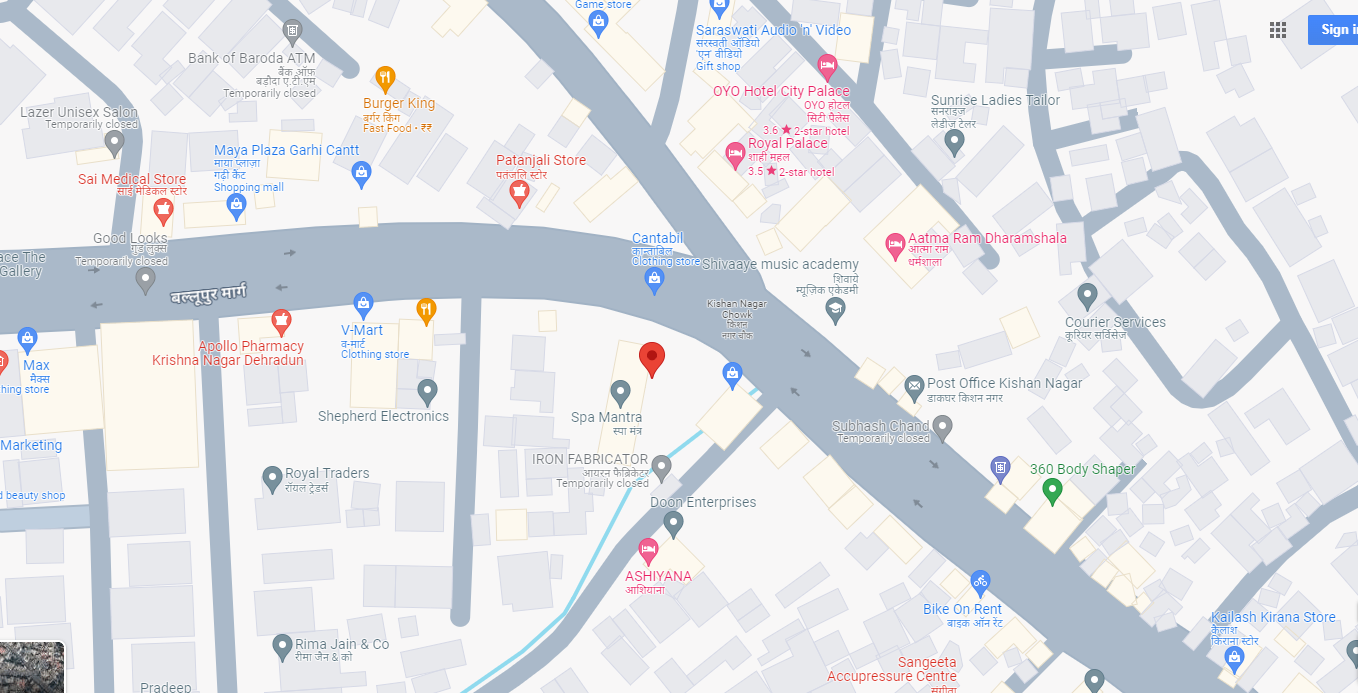 Game store
Saraswati Audio 'n' Video
सरस्वती ऑडियो
'एन' वीडियो
Gift shop
Sign i
Bank of Baroda ATM
बैंक ऑफ़
बड़ौदा ए.टी.एम
Temporarily closed
Burger King
बर्गर किंग
Fast Food • ₹₹
OYO Hotel City Palace
OYO होटल
सिटी पैलेस
3.6 ★ 2-star hotel
Royal Palace
शाही महल
3.5 ★ 2-star hotel
Sunrise Ladies Tailor
सनराइज
लेडीज टेलर
Lazer Unisex Salon
Temporarily closed
Maya Plaza Garhi Cantt
माया प्लाज़ा
गढी कैंट
Shopping mall
Patanjali Store
पतंजलि स्टोर
Sai Medical Store
साई मेडिकल स्टोर
Good Looks
गुड लुक्स
Temporarily closed
ace The
Gallery
Cantabil
कान्ताबिल
Clothing store
Shivaaye music academy
शिवाये
म्यूजिक एकेडमी
Aatma Ram Dharamshala
आत्मा राम
धर्मशाला
बल्लूपुर मार्ग
Kishan Nagar
Chowk
किशन
नगर चौक
Courier Services
कूरियर सर्विसेज
V-Mart
व-मार्ट
Clothing store
Apollo Pharmacy
Krishna Nagar Dehradun
Max
मैक्स
thing store
Shepherd Electronics
Spa Mantra
स्पा मंत्र
Post Office Kishan Nagar
डाकघर किशन नगर
Subhash Chand
Temporarily closed
Marketing
d beauty shop
Royal Traders
रॉयल ट्रेडर्स
IRON FABRICATOR
आयरन फैब्रिकेटर
Temporarily closed
360 Body Shaper
Doon Enterprises
ASHIYANA
आशियाना
Bike On Rent
बाइक ऑन रेंट
Kailash Kirana Store
कैलाश
किराना स्टोर
Rima Jain & Co
रीमा जैन & को
Sangeeta
Accupressure Centre
संगीता
Pradeep